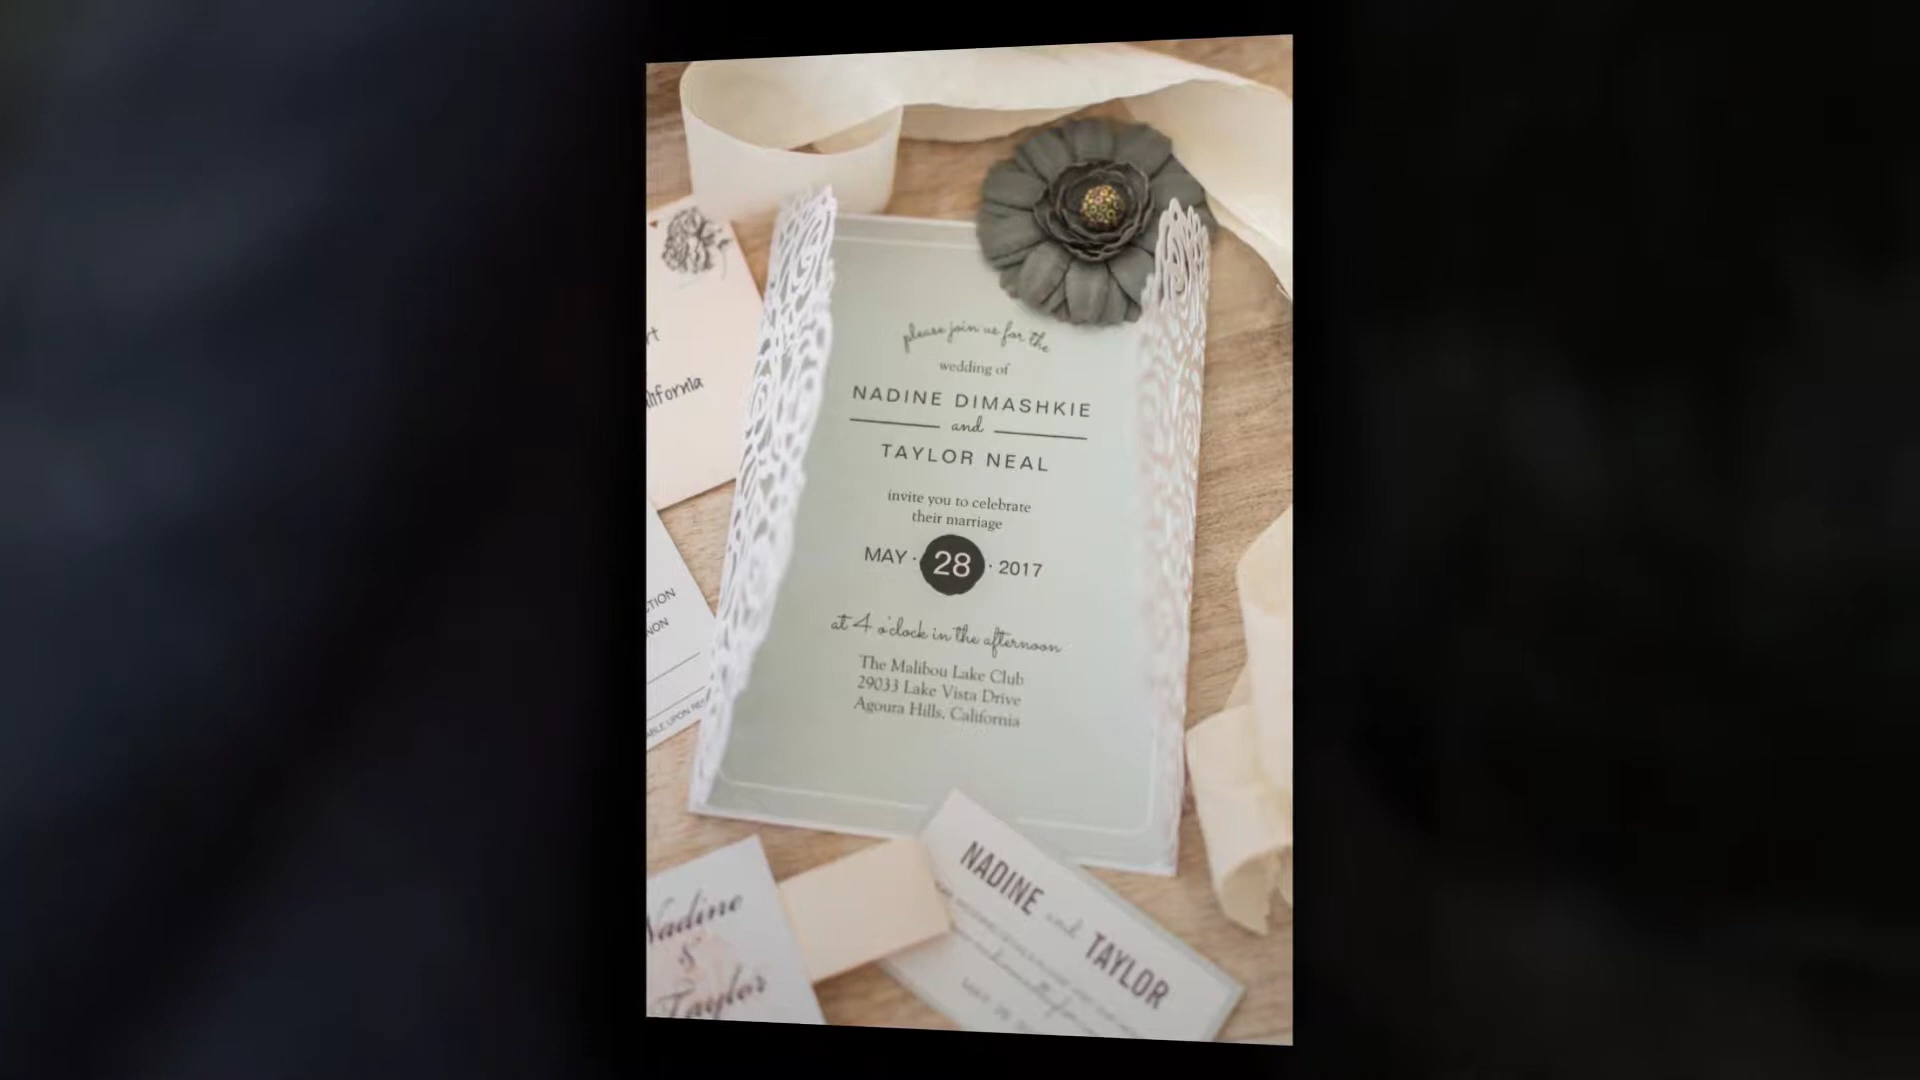 please join us for the
wedding of
NADINE DIMASHKIE
and
TAYLOR NEAL
invite you to celebrate
their marriage
MAY · 28 · 2017
at 4 o'clock in the afternoon
The Malibou Lake Club
29033 Lake Vista Drive
Agoura Hills, California
NADINE and TAYLOR
Nadine
&
Taylor